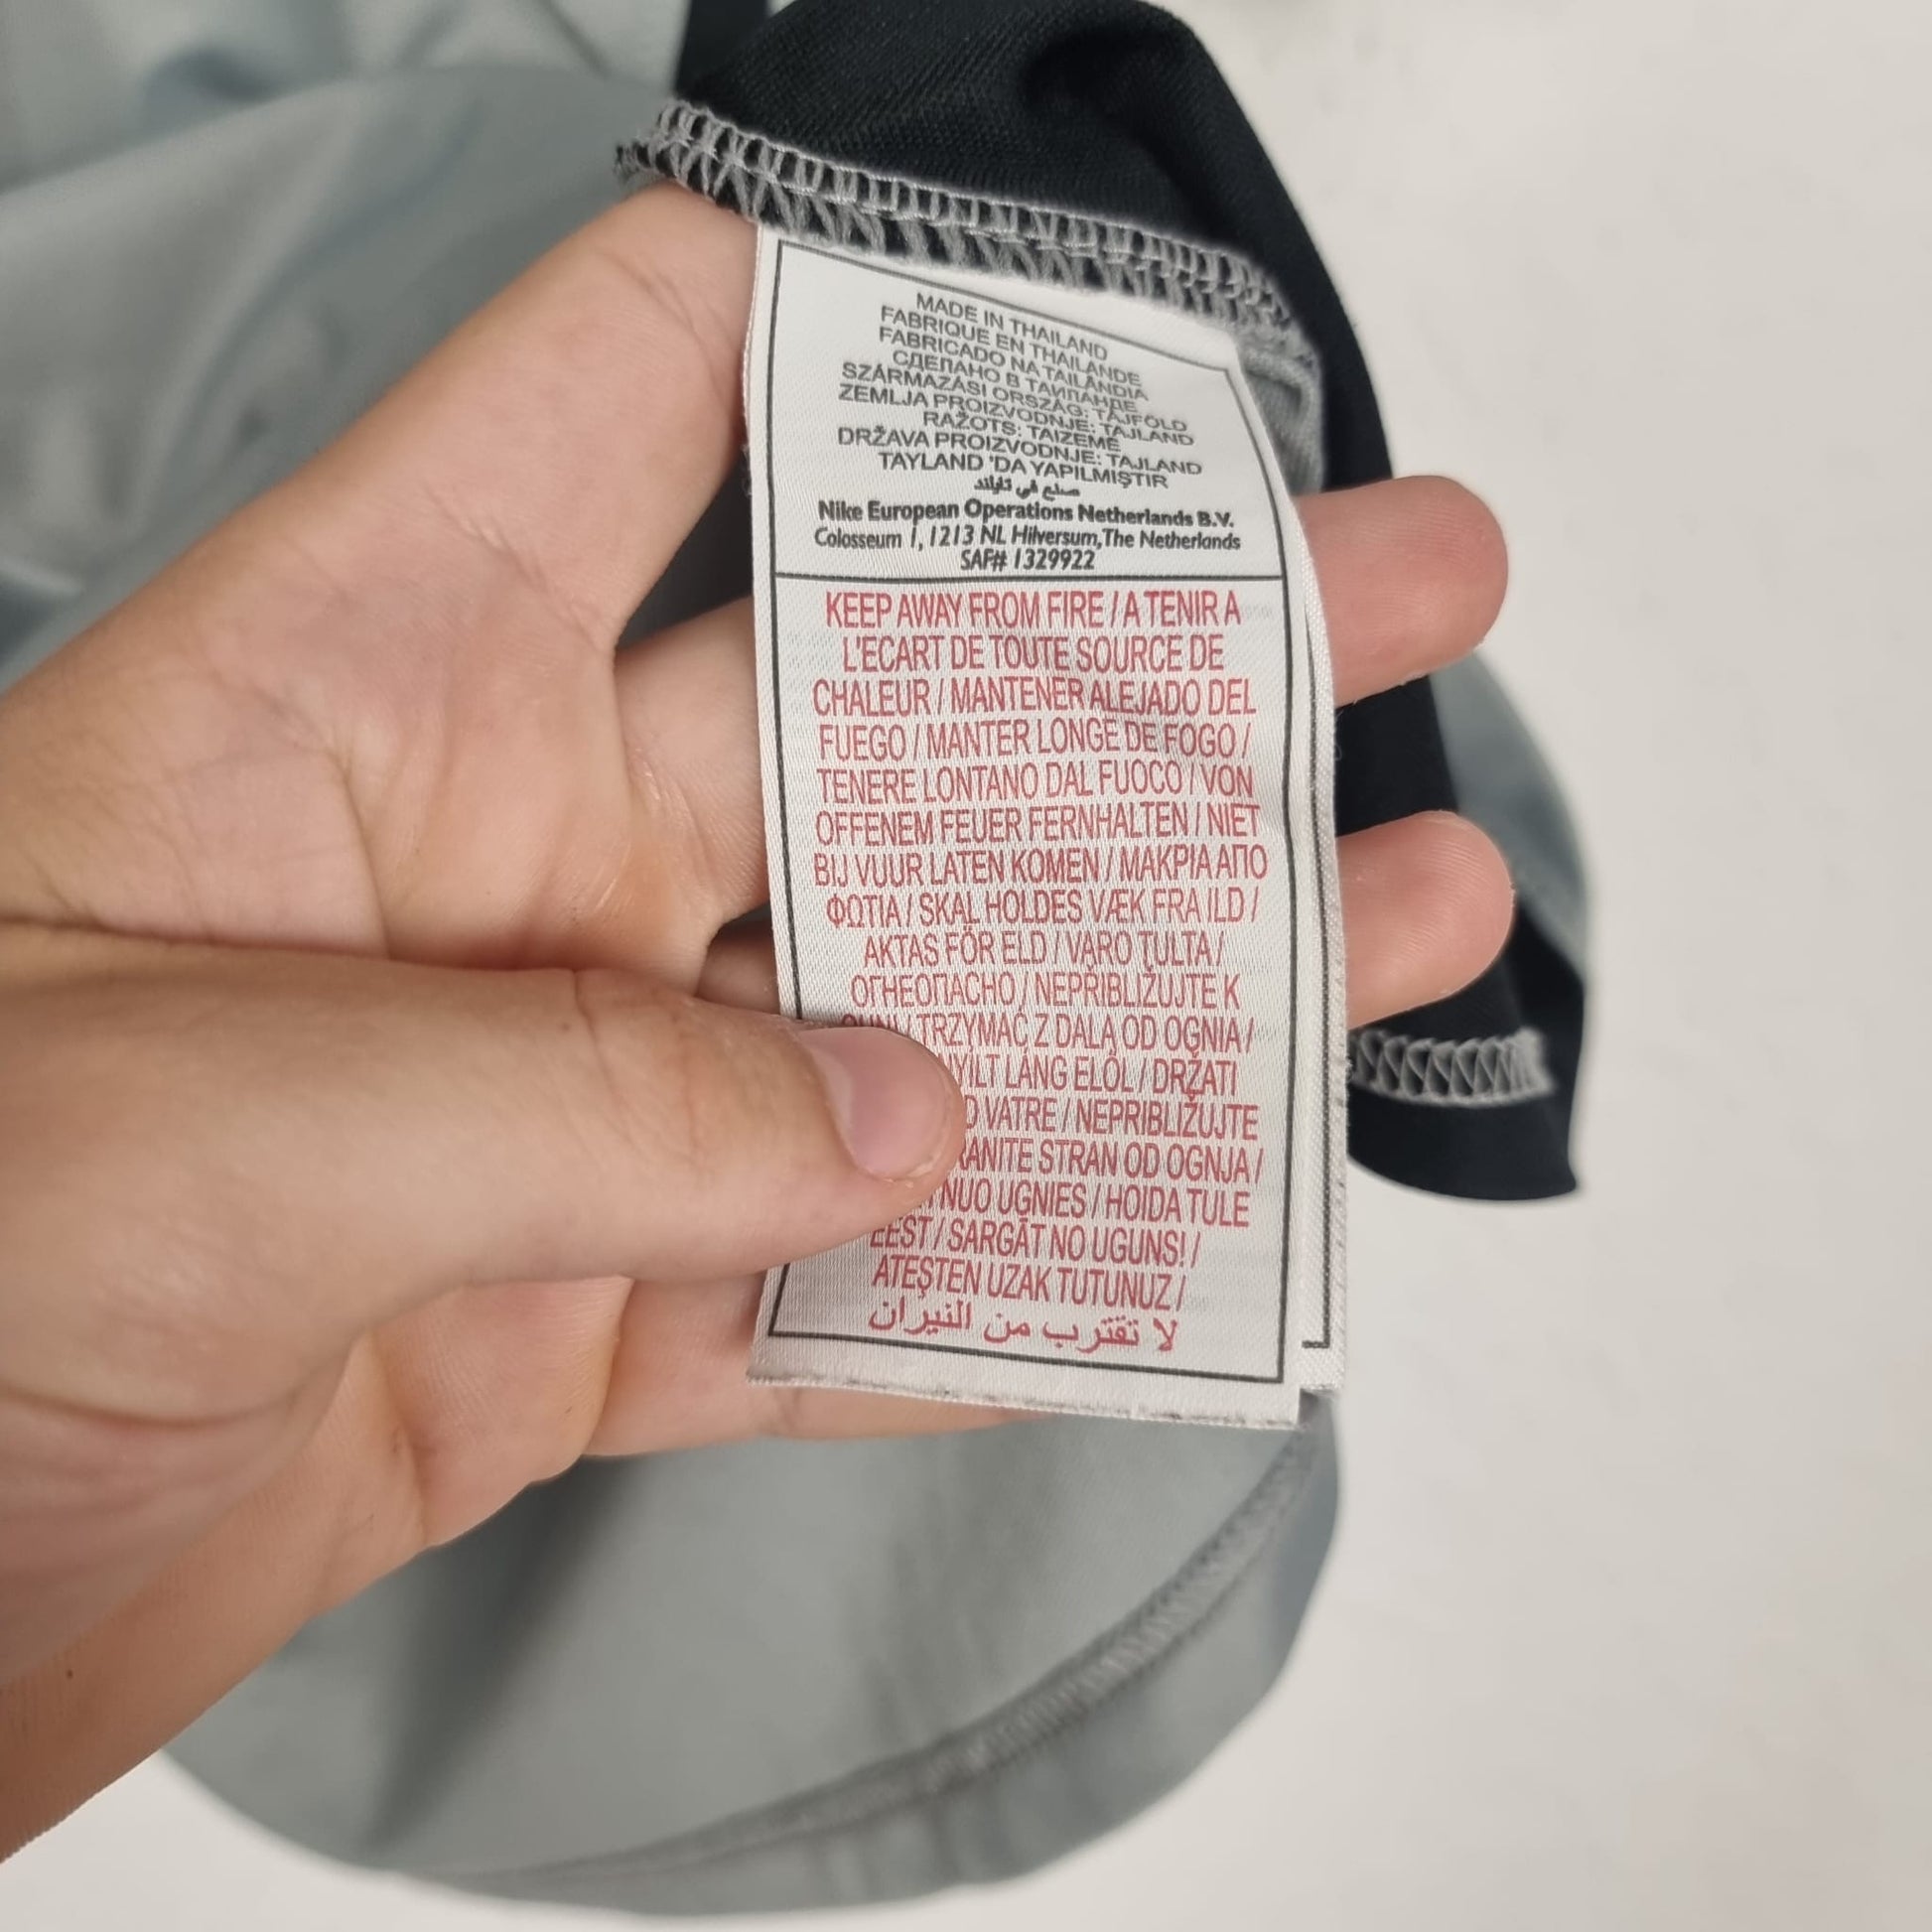 MADE IN THAILAND
FABRIQUE EN THAILANDE
FABRICADO NA TAILÂNDIA
СДЕЛАНО В ТАИЛАНДЕ
SZÁRMAZÁSI ORSZÁG: TÁJFÖLD
ZEMLJA PROIZVODNJE: TAJLAND
RAŽOTS: TAIZEME
DRŽAVA PROIZVODNJE: TAJLAND
TAYLAND 'DA YAPILMIŞTIR
صنع في تايلند
Nike European Operations Netherlands B.V.
Colosseum 1, 1213 NL Hilversum, The Netherlands
SAF# 1329922
KEEP AWAY FROM FIRE / A TENIR A
L'ECART DE TOUTE SOURCE DE
CHALEUR / MANTENER ALEJADO DEL
FUEGO / MANTER LONGE DE FOGO /
TENERE LONTANO DAL FUOCO / VON
OFFENEM FEUER FERNHALTEN / NIET
BIJ VUUR LATEN KOMEN / ΜΑΚΡΙΑ ΑΠΟ
ΦΩΤΙΑ / SKAL HOLDES VÆK FRA ILD /
AKTAS FÖR ELD / VARO TULTA /
ОГНЕОПАСНО / NEPŘIBLIŽUJTE K
TRZYMAĆ Z DALA OD OGNIA /
LÁNG ELŐL / DRŽATI
VATRE / NEPRIBLIŽUJTE
STRAN OD OGNJA /
NUO UGNIES / HOIDA TULE
EEST / SARGĀT NO UGUNS! /
ATEŞTEN UZAK TUTUNUZ /
لا تقترب من النيران